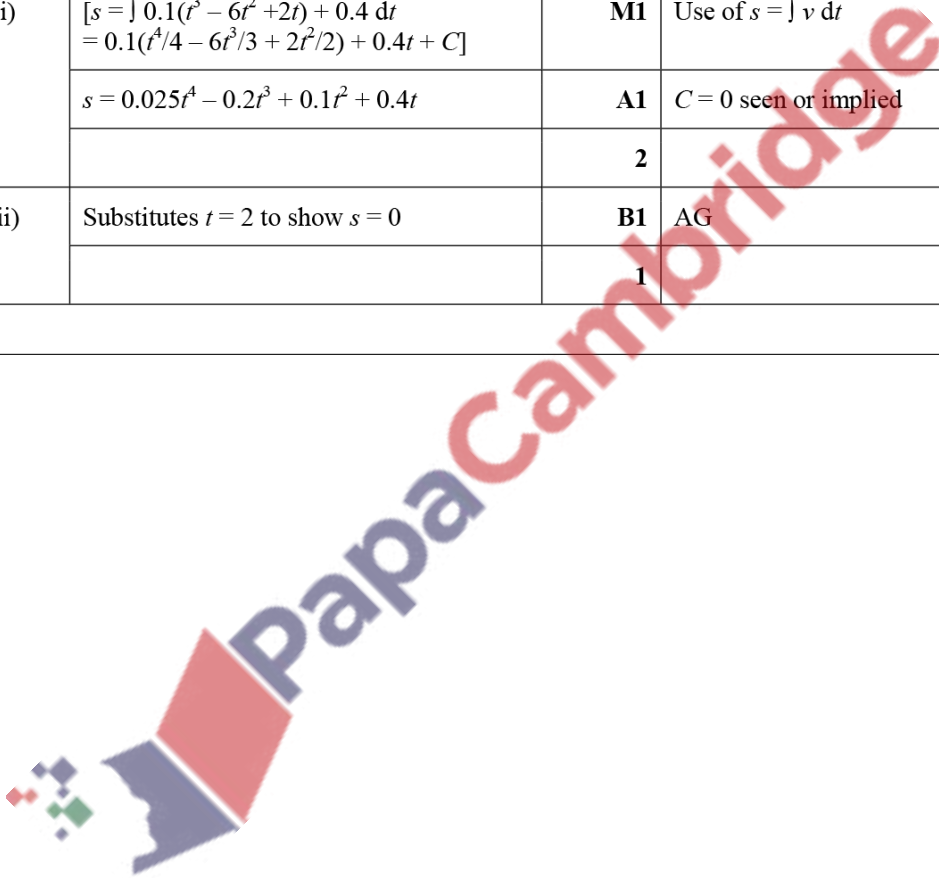 i) [s = ∫ 0.1(t³ – 6t² +2t) + 0.4 dt M1 Use of s = ∫ v dt
= 0.1(t⁴/4 – 6t³/3 + 2t²/2) + 0.4t + C]
s = 0.025t⁴ – 0.2t³ + 0.1t² + 0.4t A1 C = 0 seen or implied
2
ii) Substitutes t = 2 to show s = 0 B1 AG
1
PapaCambridge